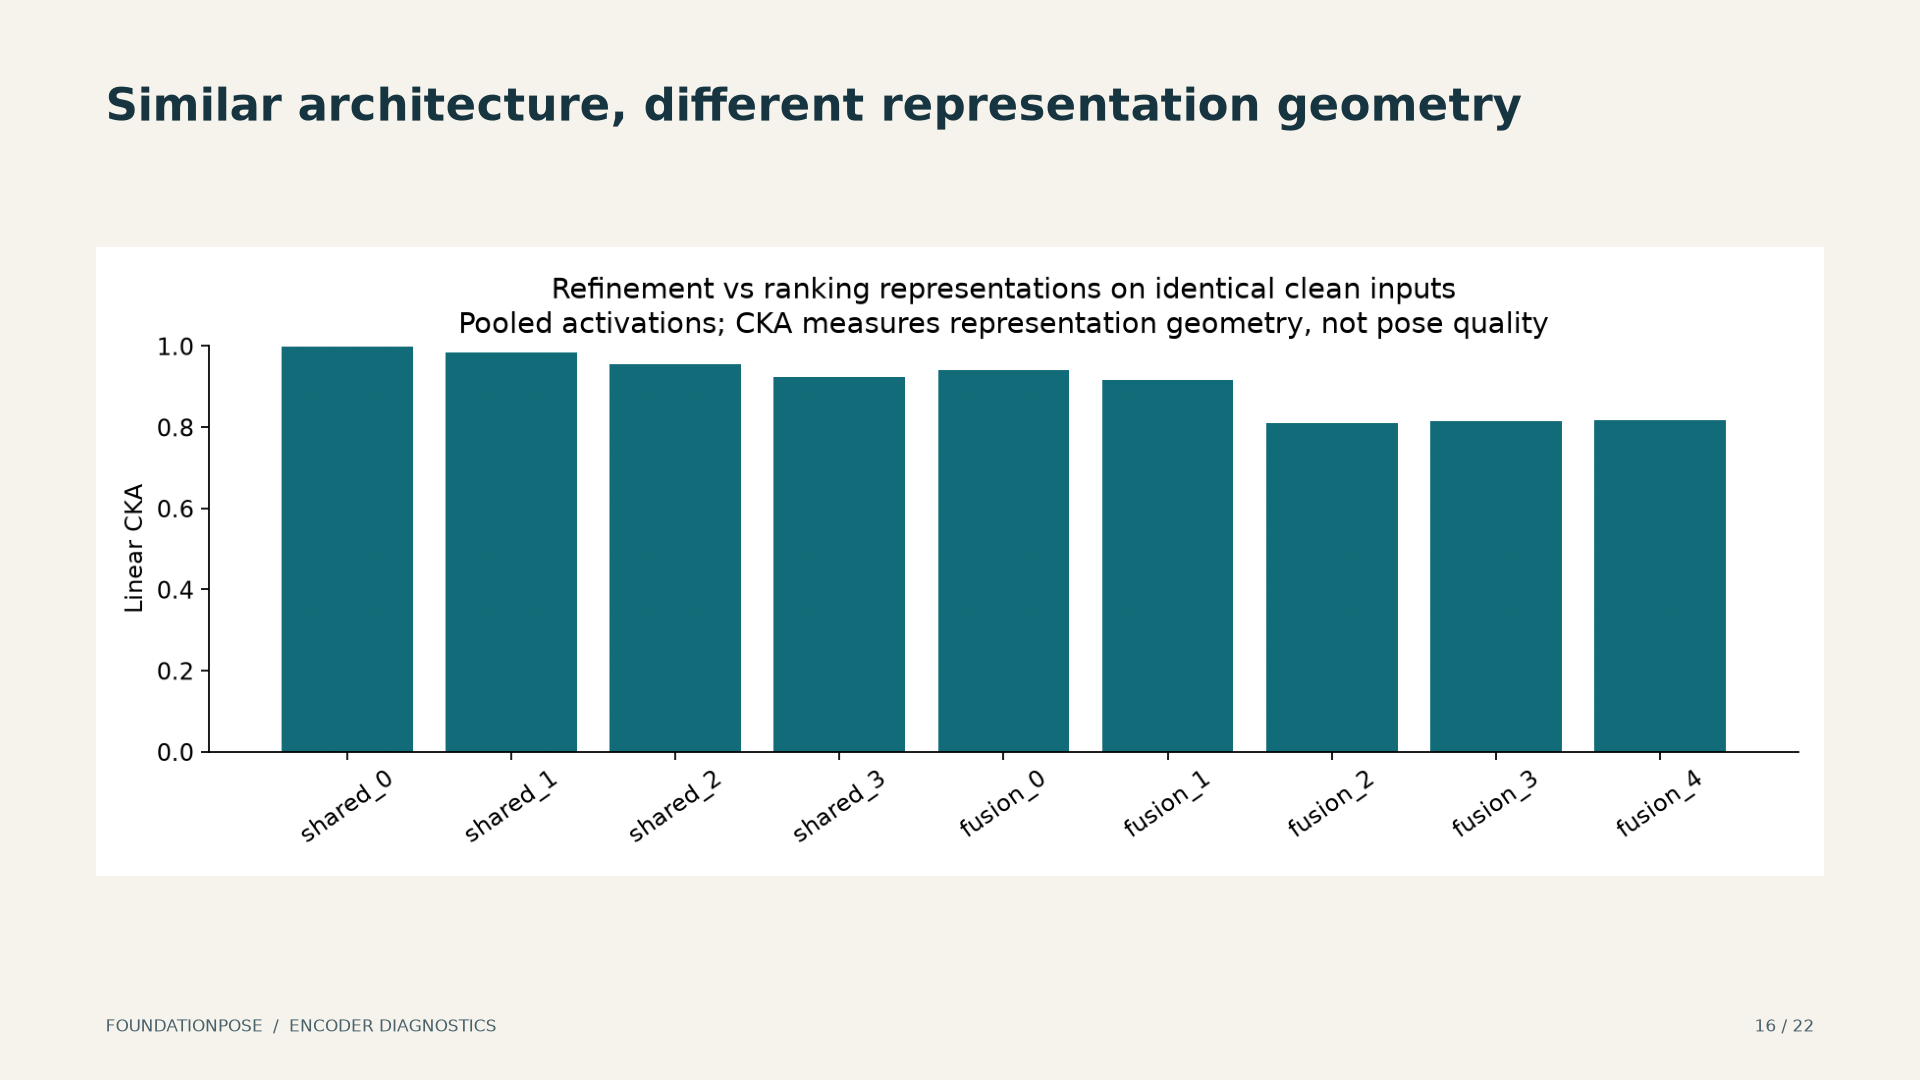 Similar architecture, different representation geometry
Refinement vs ranking representations on identical clean inputs
Pooled activations; CKA measures representation geometry, not pose quality
Linear CKA
1.0
0.8
0.6
0.4
0.2
0.0
shared_0
shared_1
shared_2
shared_3
fusion_0
fusion_1
fusion_2
fusion_3
fusion_4
FOUNDATIONPOSE / ENCODER DIAGNOSTICS
16 / 22